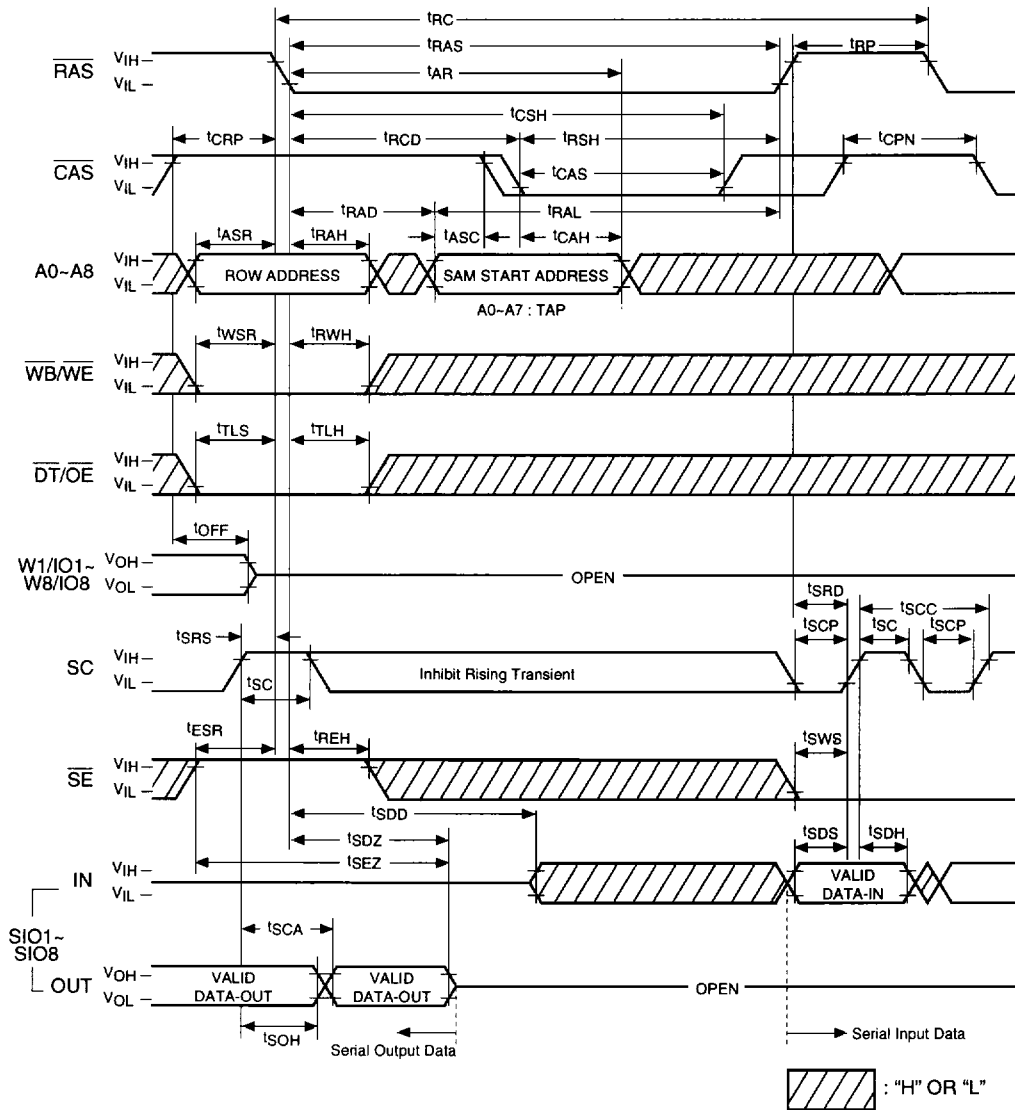 tRC
tRAS
tRP
RAS
VIH
VIL
tAR
tCSH
tCRP
tRCD
tRSH
tCPN
CAS
VIH
VIL
tCAS
tRAD
tRAL
tASR
tRAH
tASC
tCAH
A0~A8
VIH
VIL
ROW ADDRESS
SAM START ADDRESS
A0~A7 : TAP
tWSR
tRWH
WB/WE
VIH
VIL
tTLS
tTLH
DT/OE
VIH
VIL
tOFF
W1/IO1~
W8/IO8
VOH
VOL
OPEN
tSRD
tSCC
tSRS
tSCP
tSC
tSCP
SC
VIH
VIL
tSC
Inhibit Rising Transient
tESR
tREH
tSWS
SE
VIH
VIL
tSDD
tSDZ
tSEZ
tSDS
tSDH
IN
VIH
VIL
VALID
DATA-IN
SIO1~
SIO8
tSCA
OUT
VOH
VOL
VALID
DATA-OUT
VALID
DATA-OUT
OPEN
tSOH
Serial Output Data
Serial Input Data
: “H” OR “L”